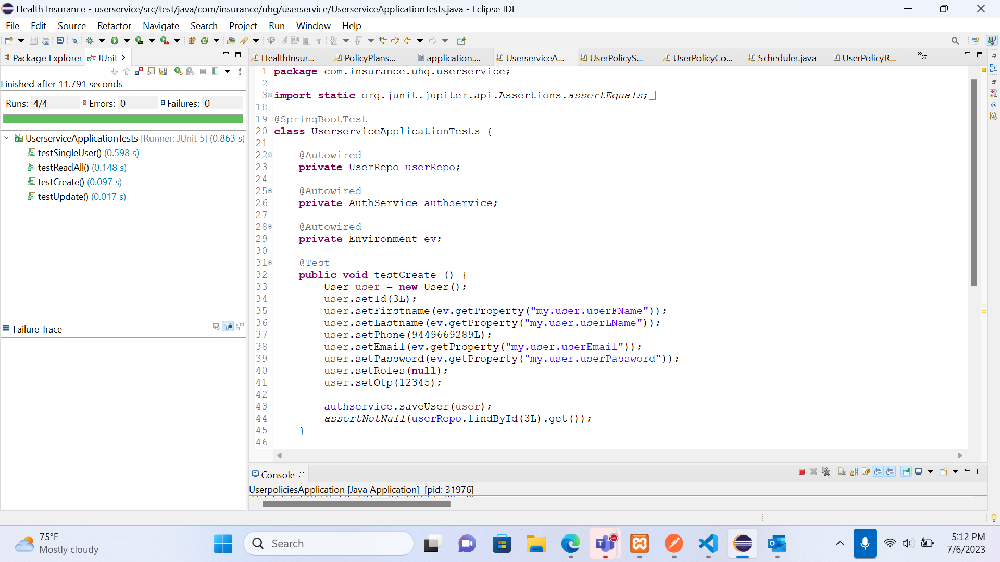 Health Insurance - userservice/src/test/java/com/insurance/uhg/userservice/UserserviceApplicationTests.java - Eclipse IDE
File Edit Source Refactor Navigate Search Project Run Window Help
Package Explorer JUnit
Finished after 11.791 seconds
Runs: 4/4 Errors: 0 Failures: 0
UserserviceApplicationTests [Runner: JUnit 5] (0.863 s)
testSingleUser() (0.598 s)
testReadAll() (0.148 s)
testCreate() (0.097 s)
testUpdate() (0.017 s)
Failure Trace
HealthInsur... PolicyPlans... application.... UserserviceA... UserPolicyS... UserPolicyCo... Scheduler.java UserPolicyR... »57
1 package com.insurance.uhg.userservice;
2
3 import static org.junit.jupiter.api.Assertions.assertEquals;
18
19 @SpringBootTest
20 class UserserviceApplicationTests {
21
22 @Autowired
23 private UserRepo userRepo;
24
25 @Autowired
26 private AuthService authservice;
27
28 @Autowired
29 private Environment ev;
30
31 @Test
32 public void testCreate () {
33 User user = new User();
34 user.setId(3L);
35 user.setFirstname(ev.getProperty("my.user.userFName"));
36 user.setLastname(ev.getProperty("my.user.userLName"));
37 user.setPhone(9449669289L);
38 user.setEmail(ev.getProperty("my.user.userEmail"));
39 user.setPassword(ev.getProperty("my.user.userPassword"));
40 user.setRoles(null);
41 user.setOtp(12345);
42
43 authservice.saveUser(user);
44 assertNotNull(userRepo.findById(3L).get());
45 }
46
Console
UserpoliciesApplication [Java Application] [pid: 31976]
75°F
Mostly cloudy
Search
5:12 PM
7/6/2023